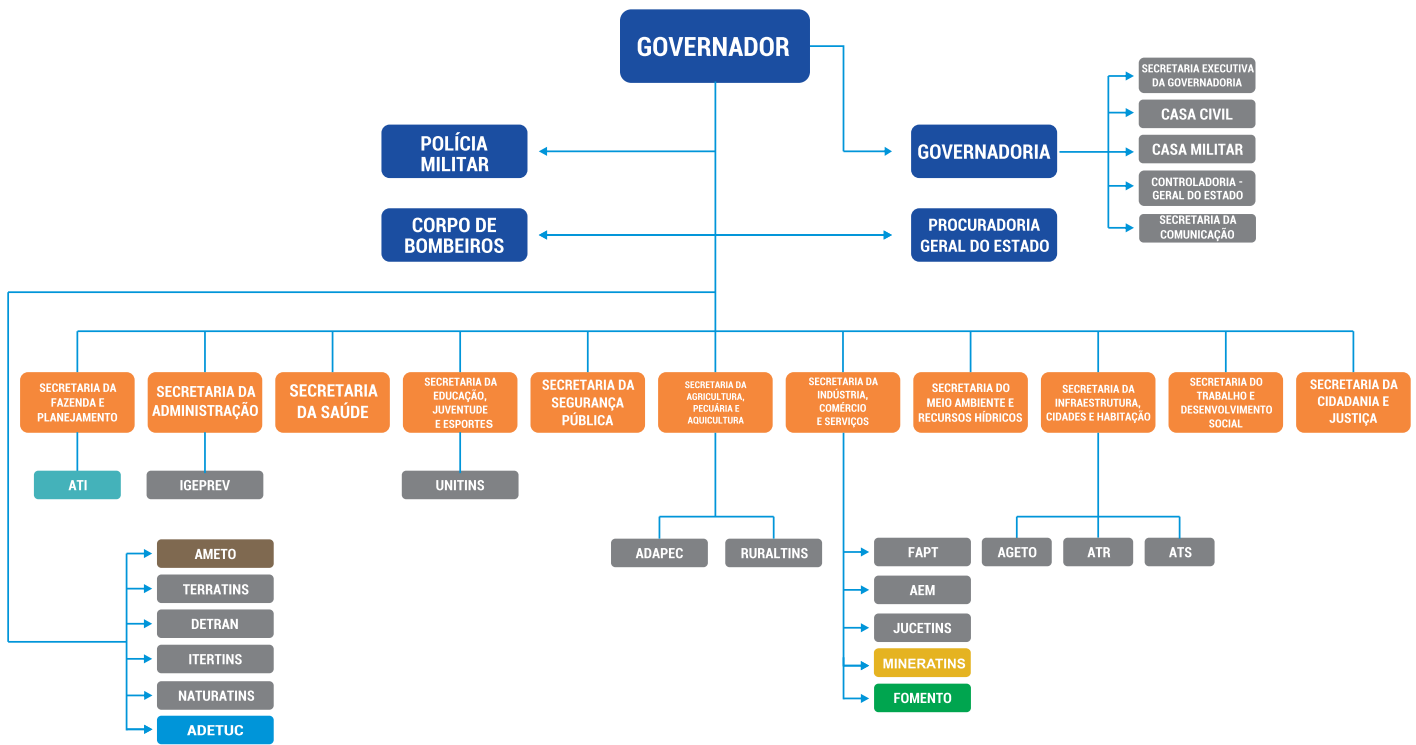 GOVERNADOR
SECRETARIA EXECUTIVA
DA GOVERNADORIA
CASA CIVIL
CASA MILITAR
CONTROLADORIA -
GERAL DO ESTADO
SECRETARIA DA
COMUNICAÇÃO
POLÍCIA
MILITAR
GOVERNADORIA
CORPO DE
BOMBEIROS
PROCURADORIA
GERAL DO ESTADO
SECRETARIA DA
FAZENDA E
PLANEJAMENTO
SECRETARIA DA
ADMINISTRAÇÃO
SECRETARIA
DA SAÚDE
SECRETARIA DA
EDUCAÇÃO,
JUVENTUDE
E ESPORTES
SECRETARIA DA
SEGURANÇA
PÚBLICA
SECRETARIA DA
AGRICULTURA,
PECUÁRIA E
AQUICULTURA
SECRETARIA DA
INDÚSTRIA,
COMÉRCIO
E SERVIÇOS
SECRETARIA DO
MEIO AMBIENTE E
RECURSOS HÍDRICOS
SECRETARIA DA
INFRAESTRUTURA,
CIDADES E HABITAÇÃO
SECRETARIA DO
TRABALHO E
DESENVOLVIMENTO
SOCIAL
SECRETARIA DA
CIDADANIA E
JUSTIÇA
ATI
IGEPREV
UNITINS
ADAPEC
RURALTINS
FAPT
AEM
JUCETINS
MINERATINS
FOMENTO
AGETO
ATR
ATS
AMETO
TERRATINS
DETRAN
ITERTINS
NATURATINS
ADETUC